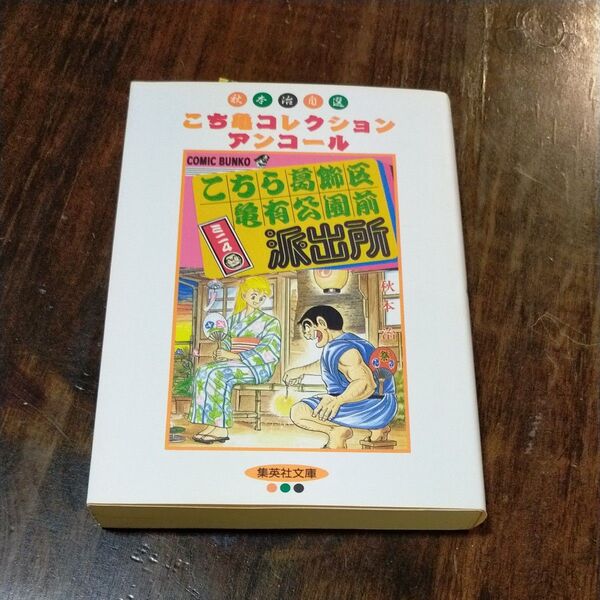 秋本治自選
こち亀コレクション
アンコール
COMIC BUNKO
こちら葛飾区
亀有公園前
派出所
ミニ4
秋本治
祭
集英社文庫